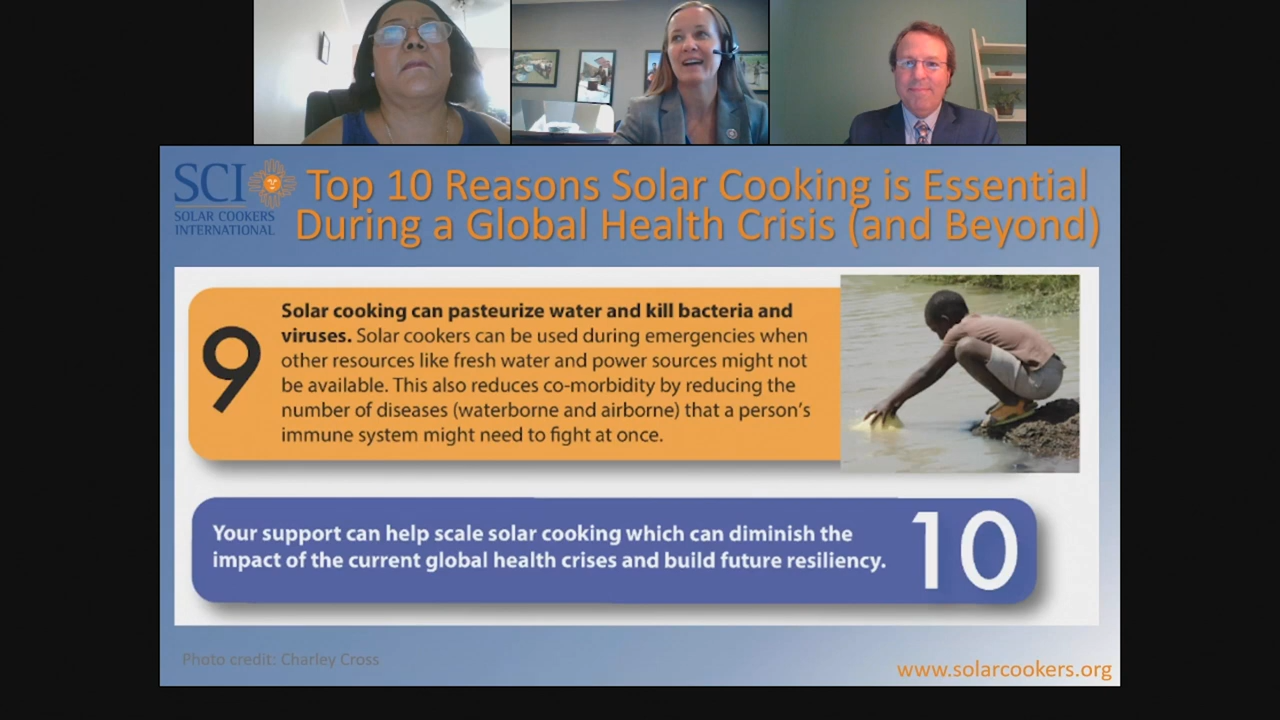 SCI
SOLAR COOKERS
INTERNATIONAL
Top 10 Reasons Solar Cooking is Essential
During a Global Health Crisis (and Beyond)
9
Solar cooking can pasteurize water and kill bacteria and
viruses. Solar cookers can be used during emergencies when
other resources like fresh water and power sources might not
be available. This also reduces co-morbidity by reducing the
number of diseases (waterborne and airborne) that a person's
immune system might need to fight at once.
Your support can help scale solar cooking which can diminish the
impact of the current global health crises and build future resiliency.
10
Photo credit: Charley Cross
www.solarcookers.org